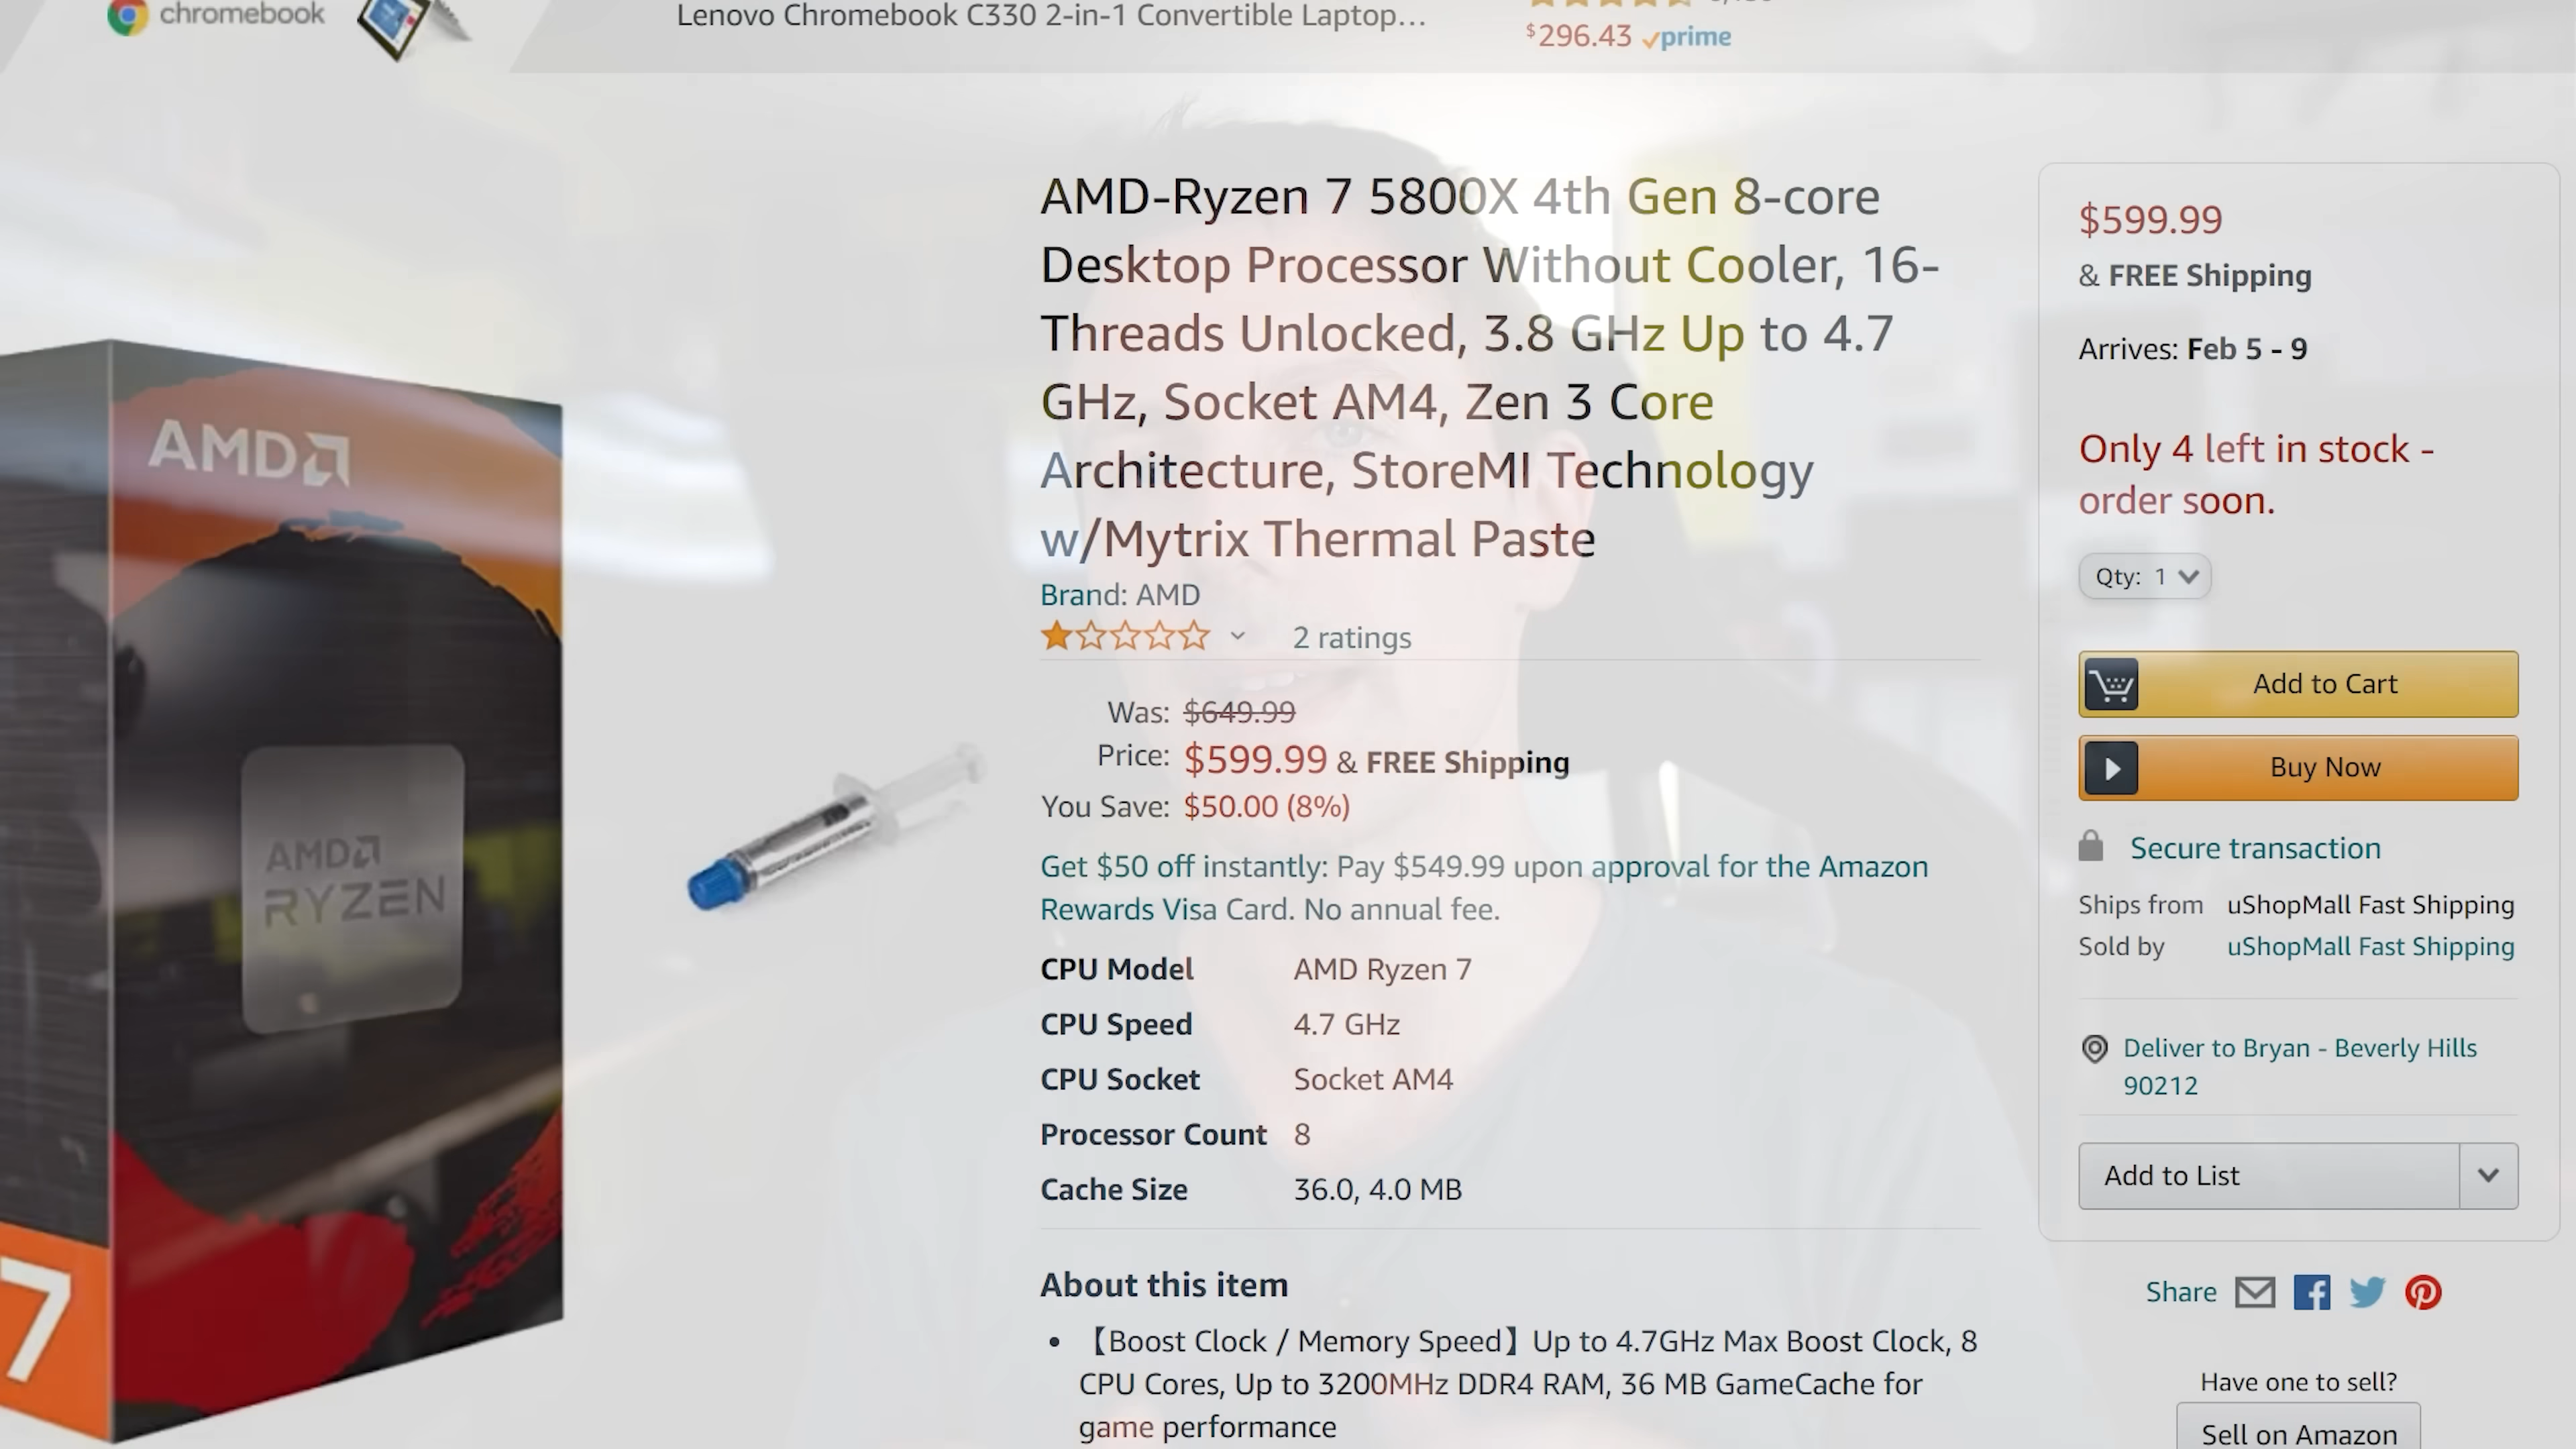 chromebook
Lenovo Chromebook C330 2-in-1 Convertible Laptop...
$296.43 prime
AMD
AMD
RYZEN
7
AMD-Ryzen 7 5800X 4th Gen 8-core
Desktop Processor Without Cooler, 16-
Threads Unlocked, 3.8 GHz Up to 4.7
GHz, Socket AM4, Zen 3 Core
Architecture, StoreMI Technology
w/Mytrix Thermal Paste
Brand: AMD
2 ratings
Was: $649.99
Price: $599.99 & FREE Shipping
You Save: $50.00 (8%)
Get $50 off instantly: Pay $549.99 upon approval for the Amazon
Rewards Visa Card. No annual fee.
CPU Model AMD Ryzen 7
CPU Speed 4.7 GHz
CPU Socket Socket AM4
Processor Count 8
Cache Size 36.0, 4.0 MB
About this item
• 【Boost Clock / Memory Speed】Up to 4.7GHz Max Boost Clock, 8
CPU Cores, Up to 3200MHz DDR4 RAM, 36 MB GameCache for
game performance
$599.99
& FREE Shipping
Arrives: Feb 5 - 9
Only 4 left in stock -
order soon.
Qty: 1
Add to Cart
Buy Now
Secure transaction
Ships from uShopMall Fast Shipping
Sold by uShopMall Fast Shipping
Deliver to Bryan - Beverly Hills
90212
Add to List
Share
Have one to sell?
Sell on Amazon